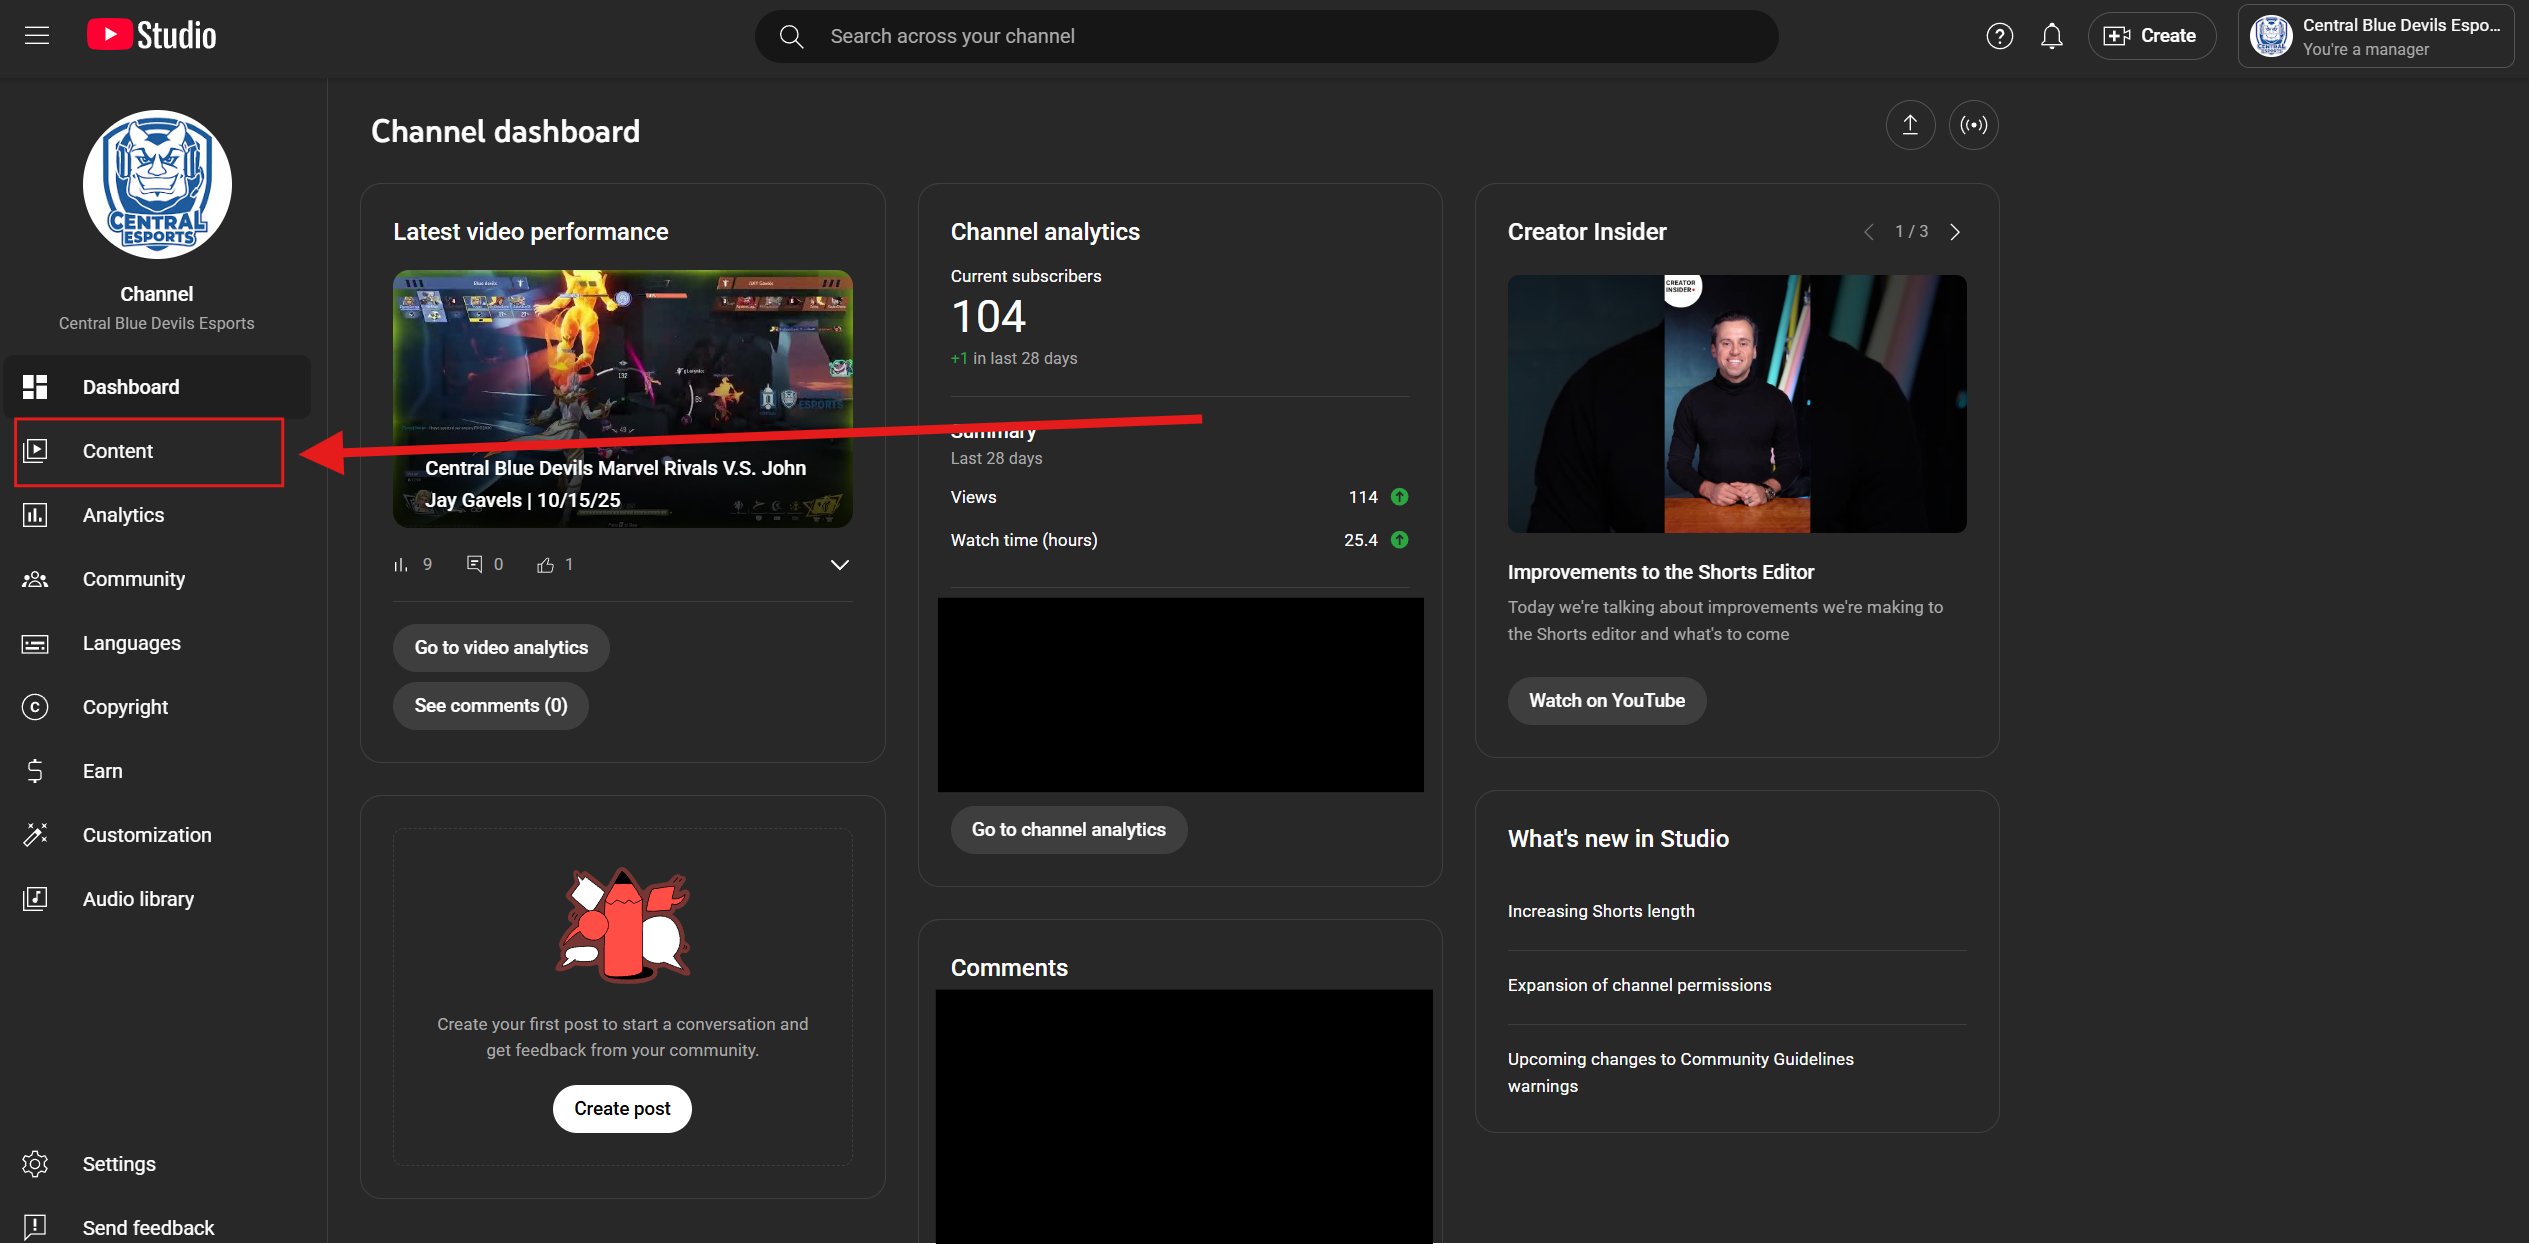 Studio
Search across your channel
Create
Central Blue Devils Espo...
You're a manager
CENTRAL
ESPORTS
Channel
Central Blue Devils Esports
Dashboard
Content
Analytics
Community
Languages
Copyright
Earn
Customization
Audio library
Settings
Send feedback
Channel dashboard
Latest video performance
Central Blue Devils Marvel Rivals V.S. John
Jay Gavels | 10/15/25
9 0 1
Go to video analytics
See comments (0)
Create your first post to start a conversation and
get feedback from your community.
Create post
Channel analytics
Current subscribers
104
+1 in last 28 days
Summary
Last 28 days
Views 114
Watch time (hours) 25.4
Go to channel analytics
Comments
Creator Insider
1 / 3
CREATOR
INSIDER
Improvements to the Shorts Editor
Today we're talking about improvements we're making to
the Shorts editor and what's to come
Watch on YouTube
What's new in Studio
Increasing Shorts length
Expansion of channel permissions
Upcoming changes to Community Guidelines
warnings